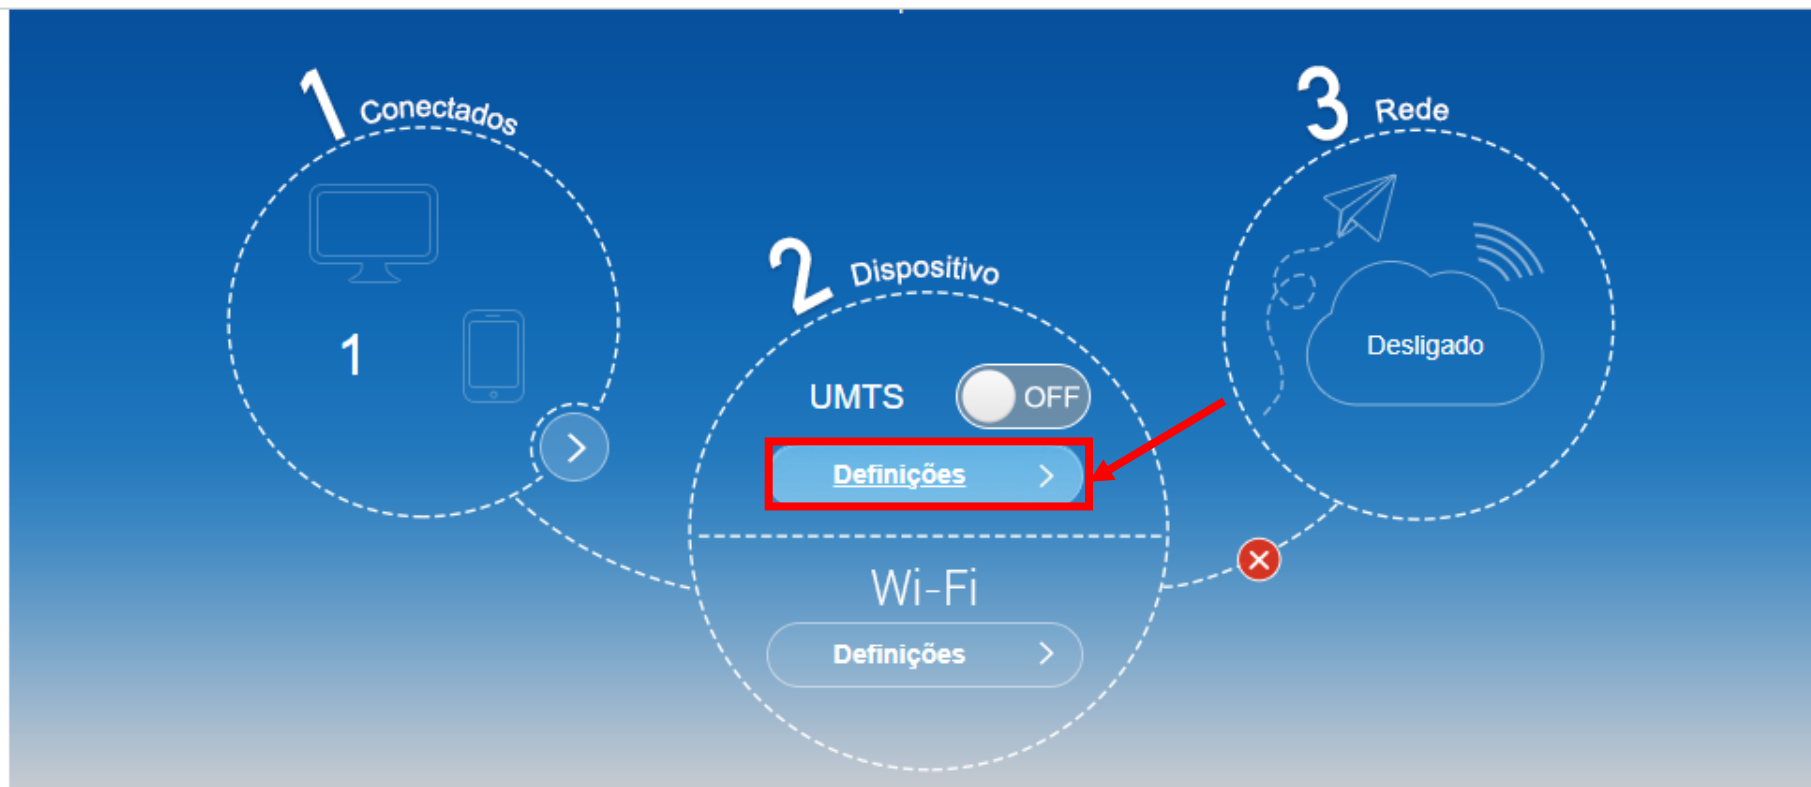 1 Conectados
1
2 Dispositivo
UMTS OFF
Definições >
Wi-Fi
Definições >
3 Rede
Desligado